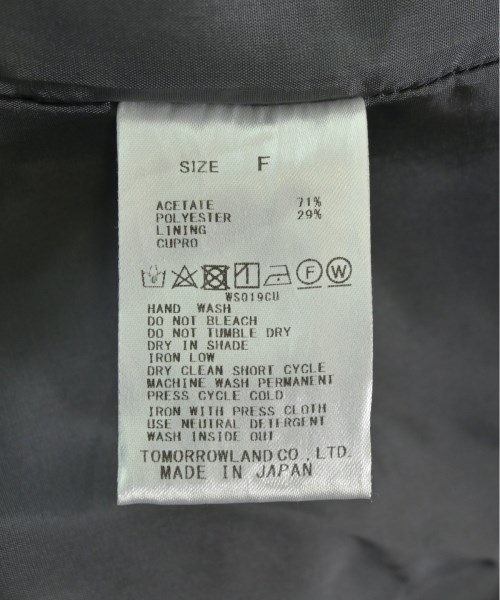 SIZE F
ACETATE 71%
POLYESTER 29%
LINING
CUPRO
F W
WS019CU
HAND WASH
DO NOT BLEACH
DO NOT TUMBLE DRY
DRY IN SHADE
IRON LOW
DRY CLEAN SHORT CYCLE
MACHINE WASH PERMANENT
PRESS CYCLE COLD
IRON WITH PRESS CLOTH
USE NEUTRAL DETERGENT
WASH INSIDE OUT
TOMORROWLAND CO., LTD.
MADE IN JAPAN